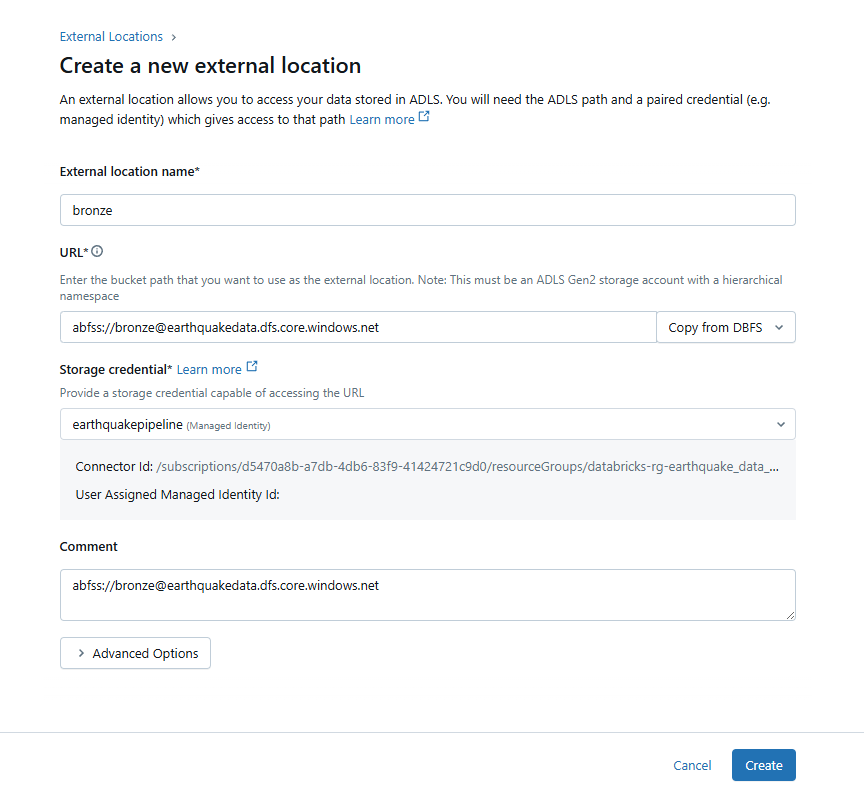 External Locations >
Create a new external location
An external location allows you to access your data stored in ADLS. You will need the ADLS path and a paired credential (e.g.
managed identity) which gives access to that path Learn more
External location name*
bronze
URL*
Enter the bucket path that you want to use as the external location. Note: This must be an ADLS Gen2 storage account with a hierarchical
namespace
abfss://bronze@earthquakedata.dfs.core.windows.net Copy from DBFS
Storage credential* Learn more
Provide a storage credential capable of accessing the URL
earthquakepipeline (Managed Identity)
Connector Id: /subscriptions/d5470a8b-a7db-4db6-83f9-41424721c9d0/resourceGroups/databricks-rg-earthquake_data_...
User Assigned Managed Identity Id:
Comment
abfss://bronze@earthquakedata.dfs.core.windows.net
> Advanced Options
Cancel Create